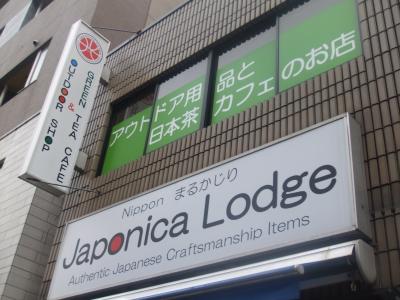 GREEN TEA CAFE
&
OUTDOOR SHOP
アウトドア用品と
日本茶カフェのお店
Nippon まるかじり
Japonica Lodge
Authentic Japanese Craftsmanship Items